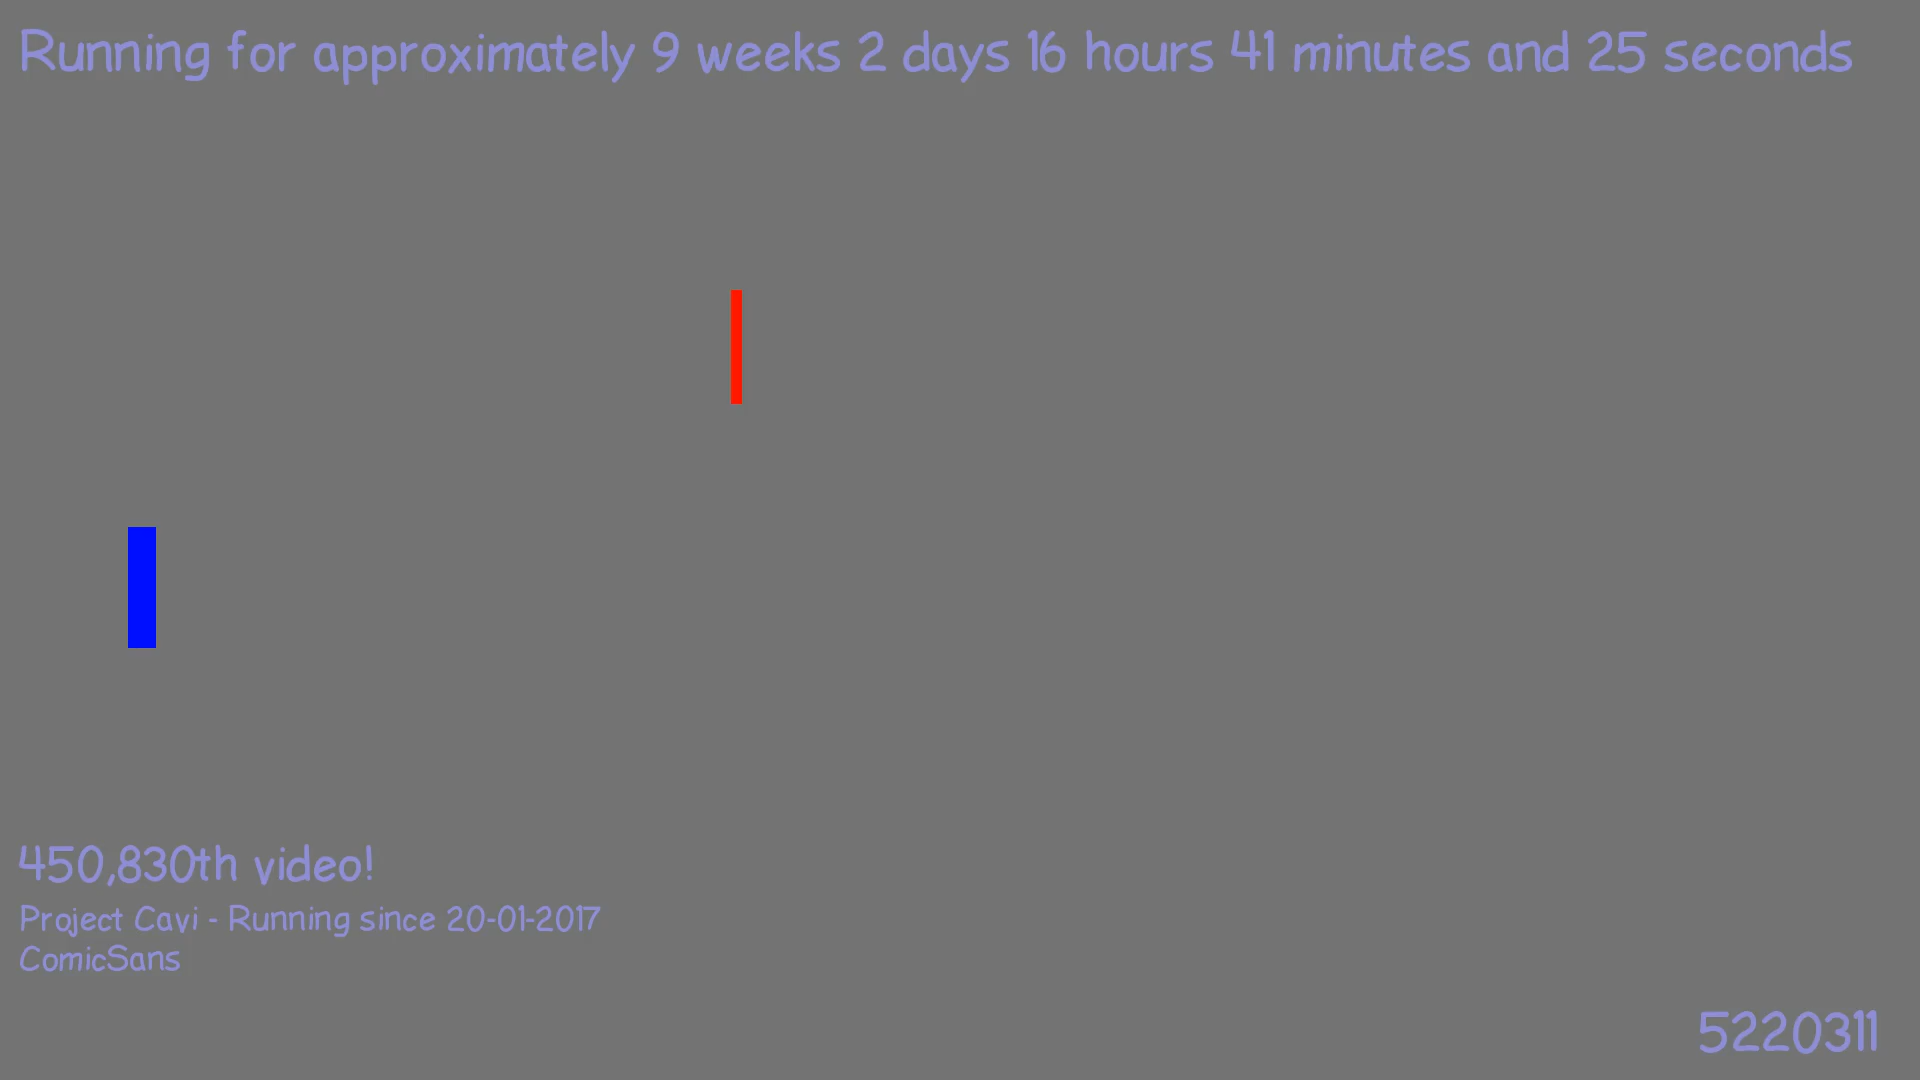 Running for approximately 9 weeks 2 days 16 hours 41 minutes and 25 seconds
450,830th video!
Project Cavi - Running since 20-01-2017
ComicSans
5220311